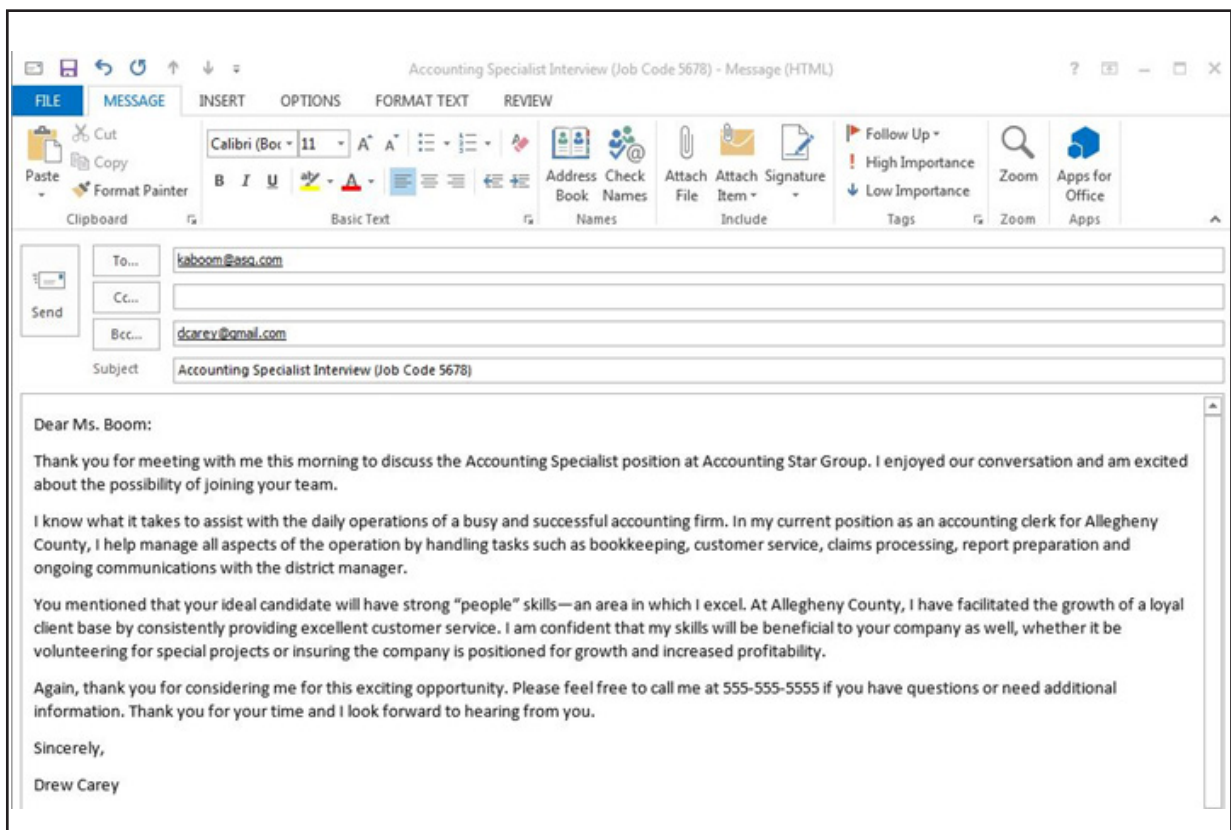 Accounting Specialist Interview (Job Code 5678) - Message (HTML) ?
FILE MESSAGE INSERT OPTIONS FORMAT TEXT REVIEW
Paste
Cut
Copy
Format Painter
Clipboard
Calibri (Boc 11 A A
B I U aby A
Basic Text
Address Book
Check Names
Names
Attach File
Attach Item
Signature
Include
Follow Up
High Importance
Low Importance
Tags
Zoom
Zoom
Apps for Office
Apps
Send
To... kaboom@asg.com
Cc...
Bcc... dcarey@gmail.com
Subject Accounting Specialist Interview (Job Code 5678)
Dear Ms. Boom:
Thank you for meeting with me this morning to discuss the Accounting Specialist position at Accounting Star Group. I enjoyed our conversation and am excited
about the possibility of joining your team.
I know what it takes to assist with the daily operations of a busy and successful accounting firm. In my current position as an accounting clerk for Allegheny
County, I help manage all aspects of the operation by handling tasks such as bookkeeping, customer service, claims processing, report preparation and
ongoing communications with the district manager.
You mentioned that your ideal candidate will have strong “people” skills—an area in which I excel. At Allegheny County, I have facilitated the growth of a loyal
client base by consistently providing excellent customer service. I am confident that my skills will be beneficial to your company as well, whether it be
volunteering for special projects or insuring the company is positioned for growth and increased profitability.
Again, thank you for considering me for this exciting opportunity. Please feel free to call me at 555-555-5555 if you have questions or need additional
information. Thank you for your time and I look forward to hearing from you.
Sincerely,
Drew Carey